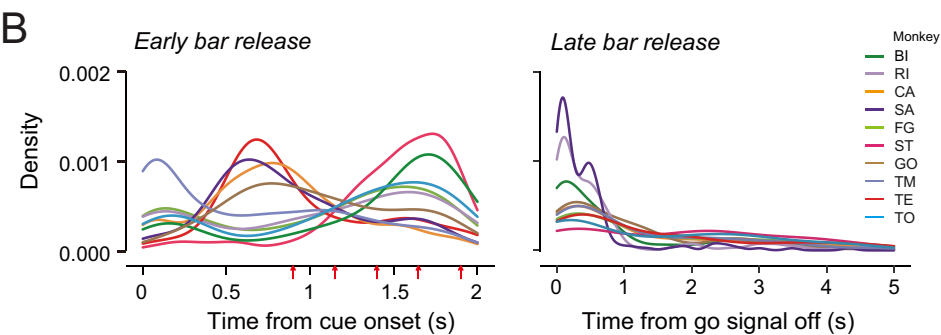 B
Early bar release
Late bar release
Monkey
BI
RI
CA
SA
FG
ST
GO
TM
TE
TO
Density
0.002
0.001
0.000
0 0.5 1 1.5 2
Time from cue onset (s)
0 1 2 3 4 5
Time from go signal off (s)